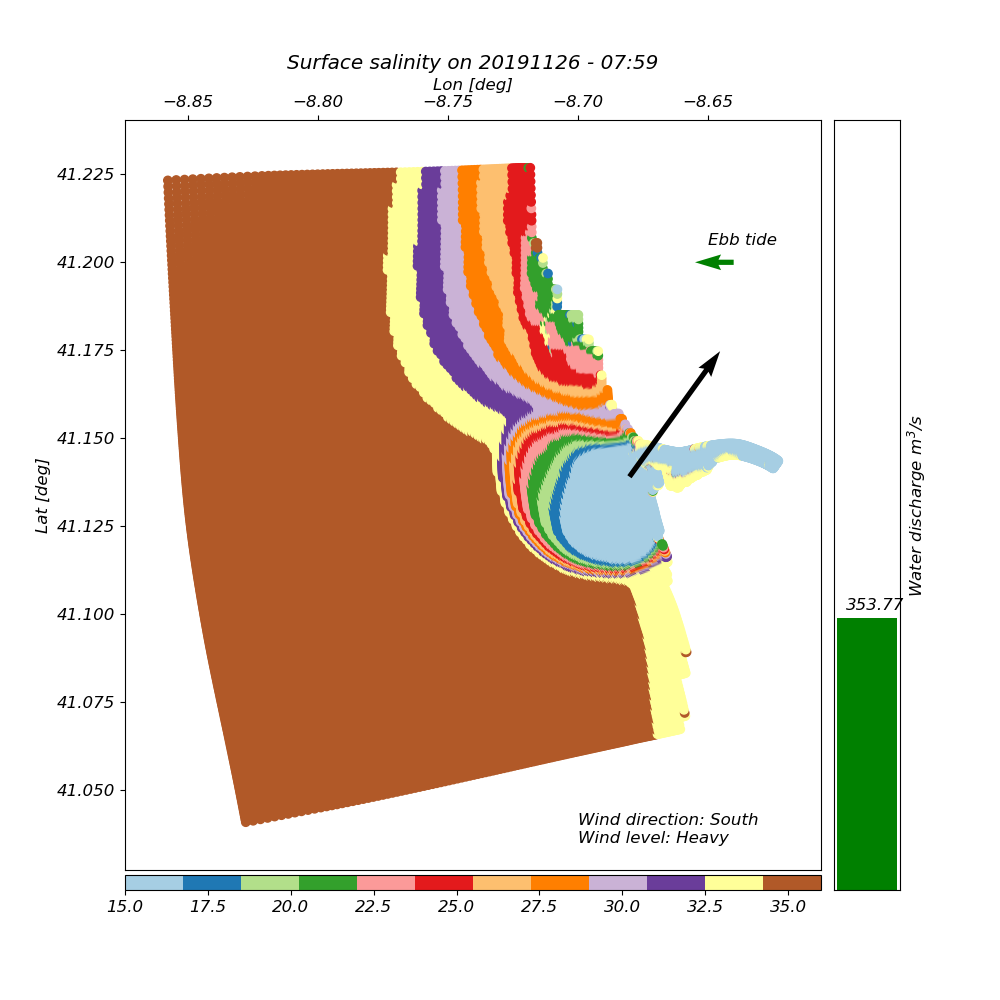 Surface salinity on 20191126 - 07:59
Lon [deg]
−8.85 −8.80 −8.75 −8.70 −8.65
41.225
41.200
41.175
41.150
41.125
41.100
41.075
41.050
Lat [deg]
Ebb tide
Wind direction: South
Wind level: Heavy
353.77
Water discharge m³/s
15.0 17.5 20.0 22.5 25.0 27.5 30.0 32.5 35.0